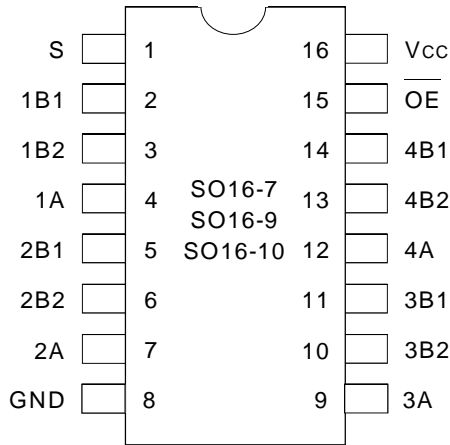 S 1 16 Vcc
1B1 2 15 OE
1B2 3 14 4B1
1A 4 SO16-7 13 4B2
SO16-9
2B1 5 SO16-10 12 4A
2B2 6 11 3B1
2A 7 10 3B2
GND 8 9 3A